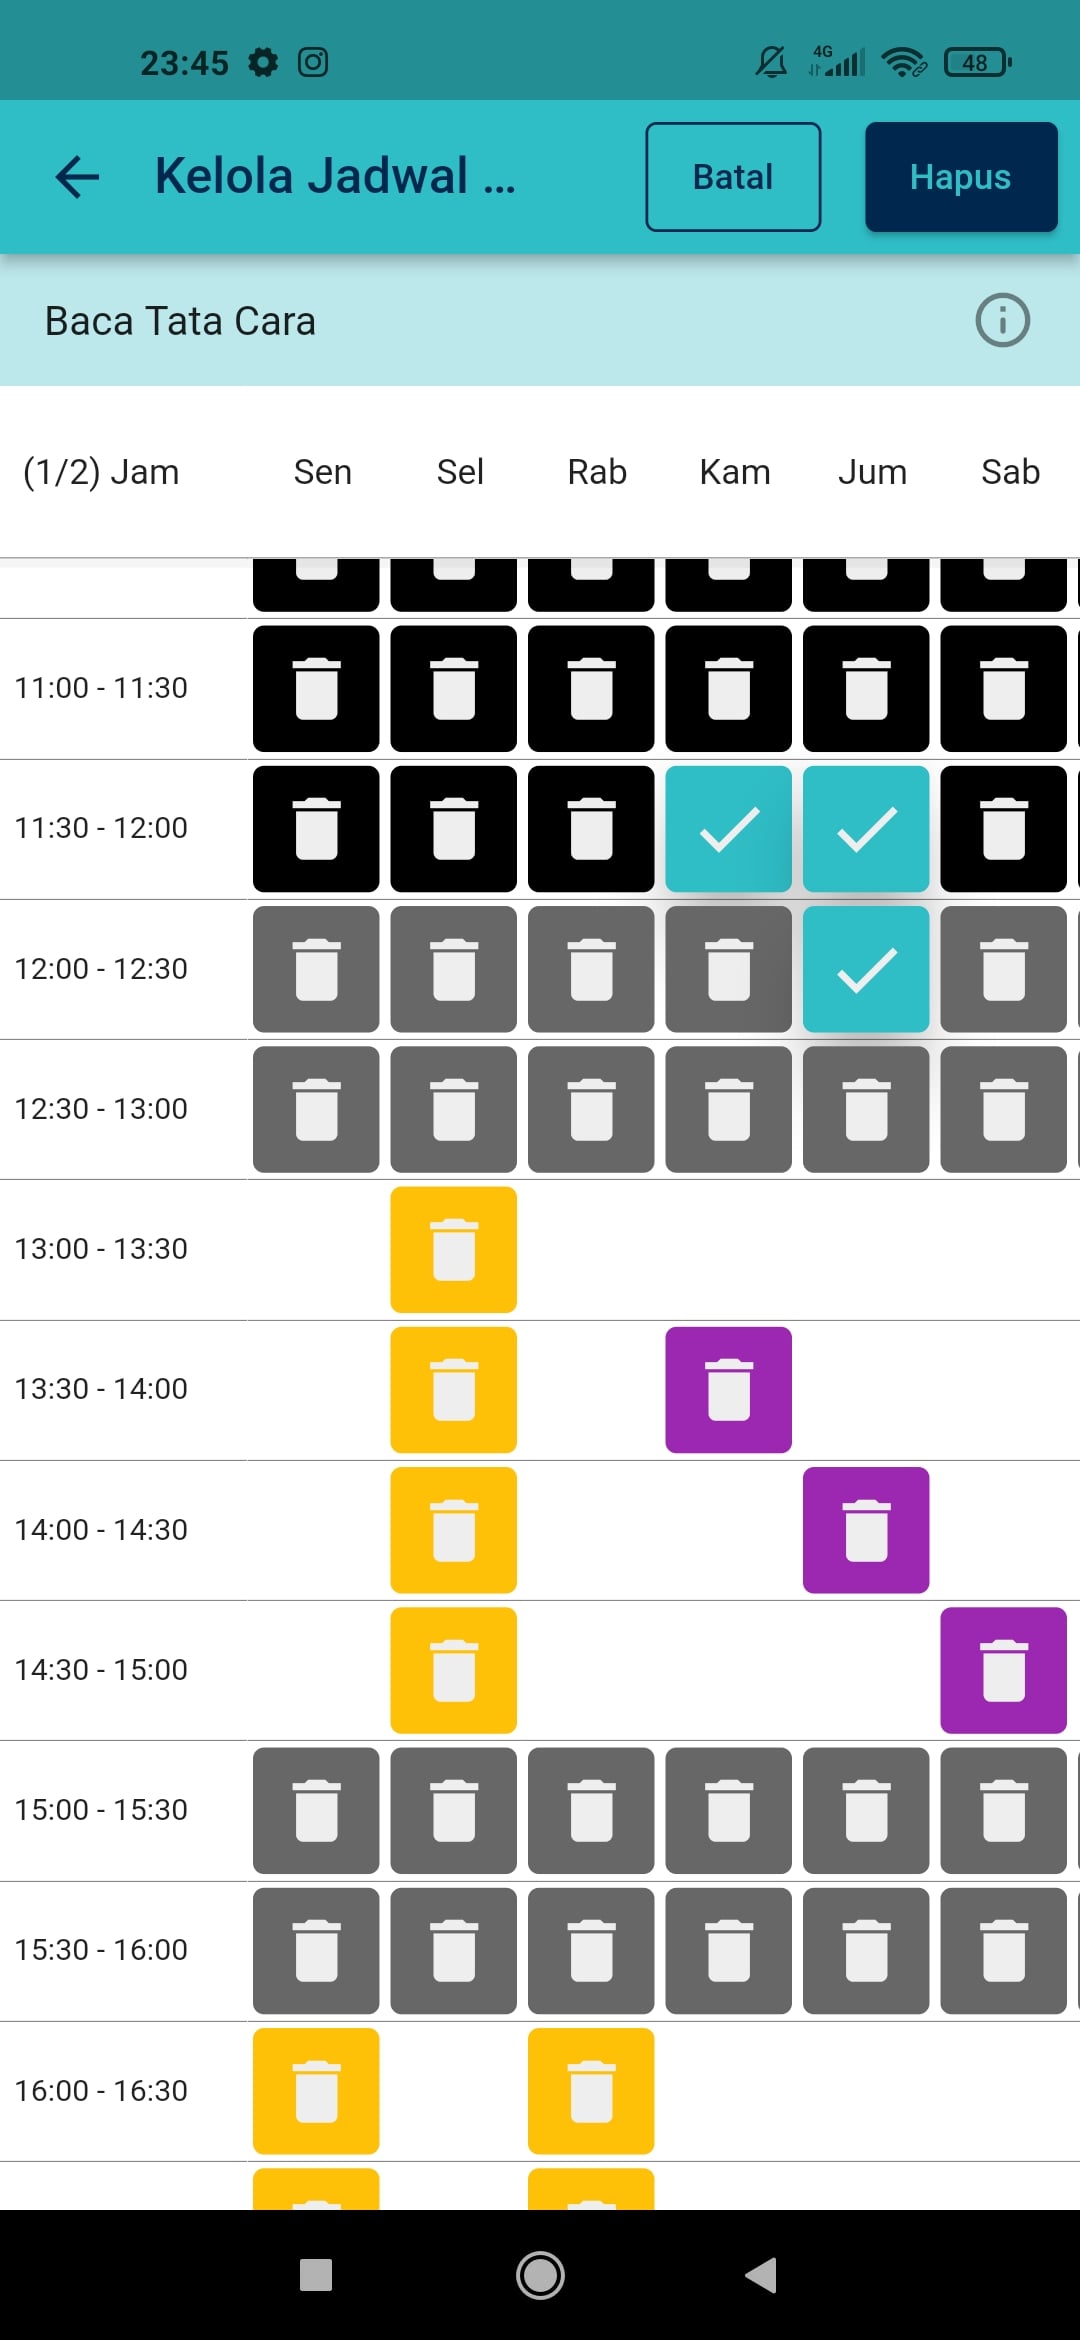 23:45
4G
48
Kelola Jadwal ...
Batal
Hapus
Baca Tata Cara
(1/2) Jam Sen Sel Rab Kam Jum Sab
11:00 - 11:30
11:30 - 12:00
12:00 - 12:30
12:30 - 13:00
13:00 - 13:30
13:30 - 14:00
14:00 - 14:30
14:30 - 15:00
15:00 - 15:30
15:30 - 16:00
16:00 - 16:30